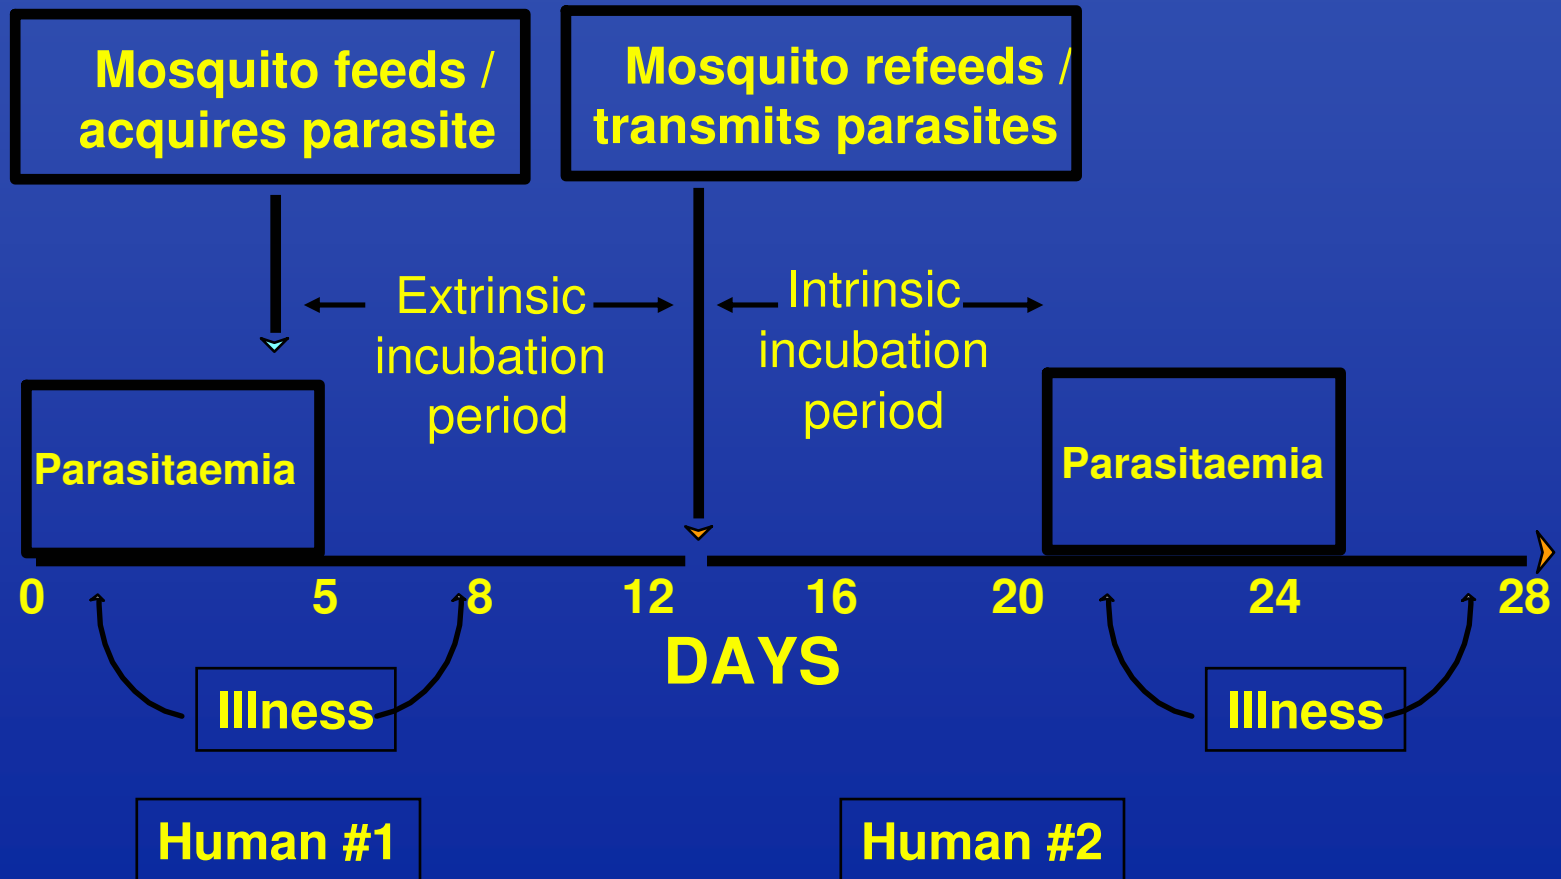 Mosquito feeds /
acquires parasite
Mosquito refeeds /
transmits parasites
Extrinsic
incubation
period
Intrinsic
incubation
period
Parasitaemia
Parasitaemia
0 5 8 12 16 20 24 28
DAYS
Illness
Illness
Human #1
Human #2